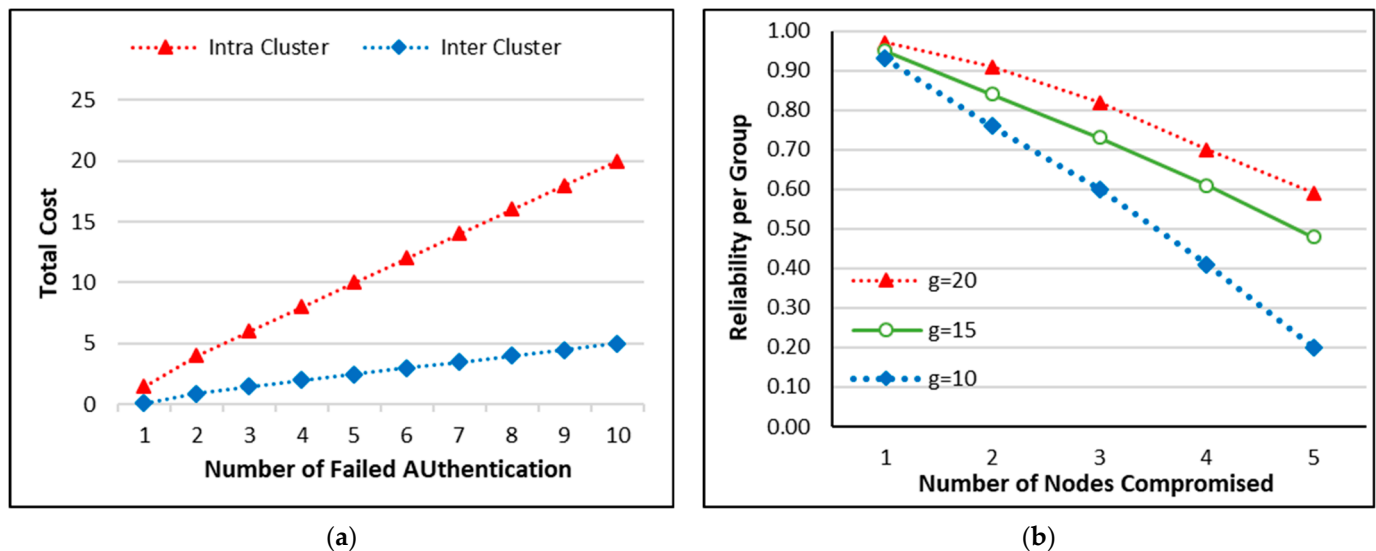 Intra Cluster Inter Cluster
25
20
15
10
5
0
Total Cost
1 2 3 4 5 6 7 8 9 10
Number of Failed AUthentication
(a)
1.00
0.90
0.80
0.70
0.60
0.50
0.40
0.30
0.20
0.10
0.00
Reliability per Group
g=20
g=15
g=10
1 2 3 4 5
Number of Nodes Compromised
(b)